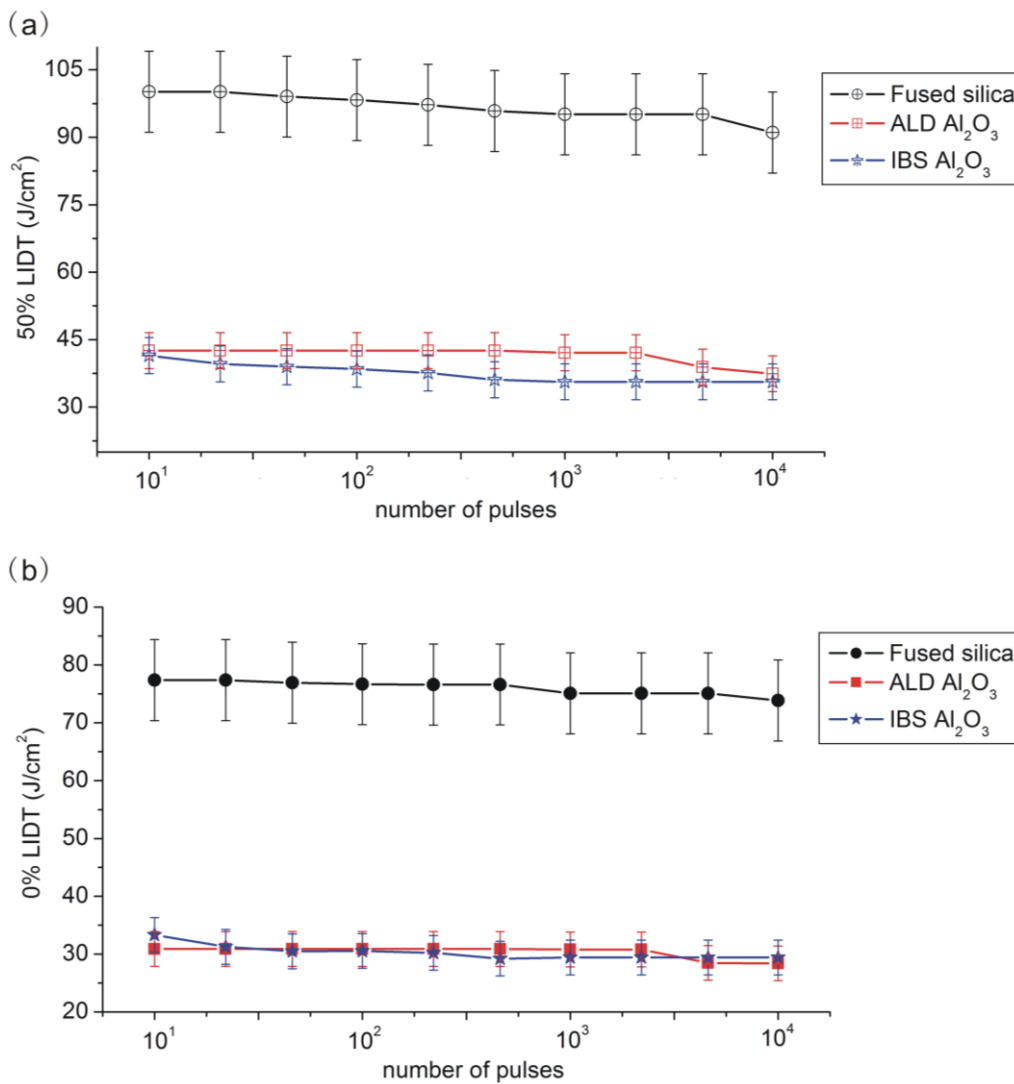 (a)
105
90
75
60
45
30
50% LIDT (J/cm²)
10¹ 10² 10³ 10⁴
number of pulses
Fused silica
ALD Al₂O₃
IBS Al₂O₃
(b)
90
80
70
60
50
40
30
20
0% LIDT (J/cm²)
10¹ 10² 10³ 10⁴
number of pulses
Fused silica
ALD Al₂O₃
IBS Al₂O₃